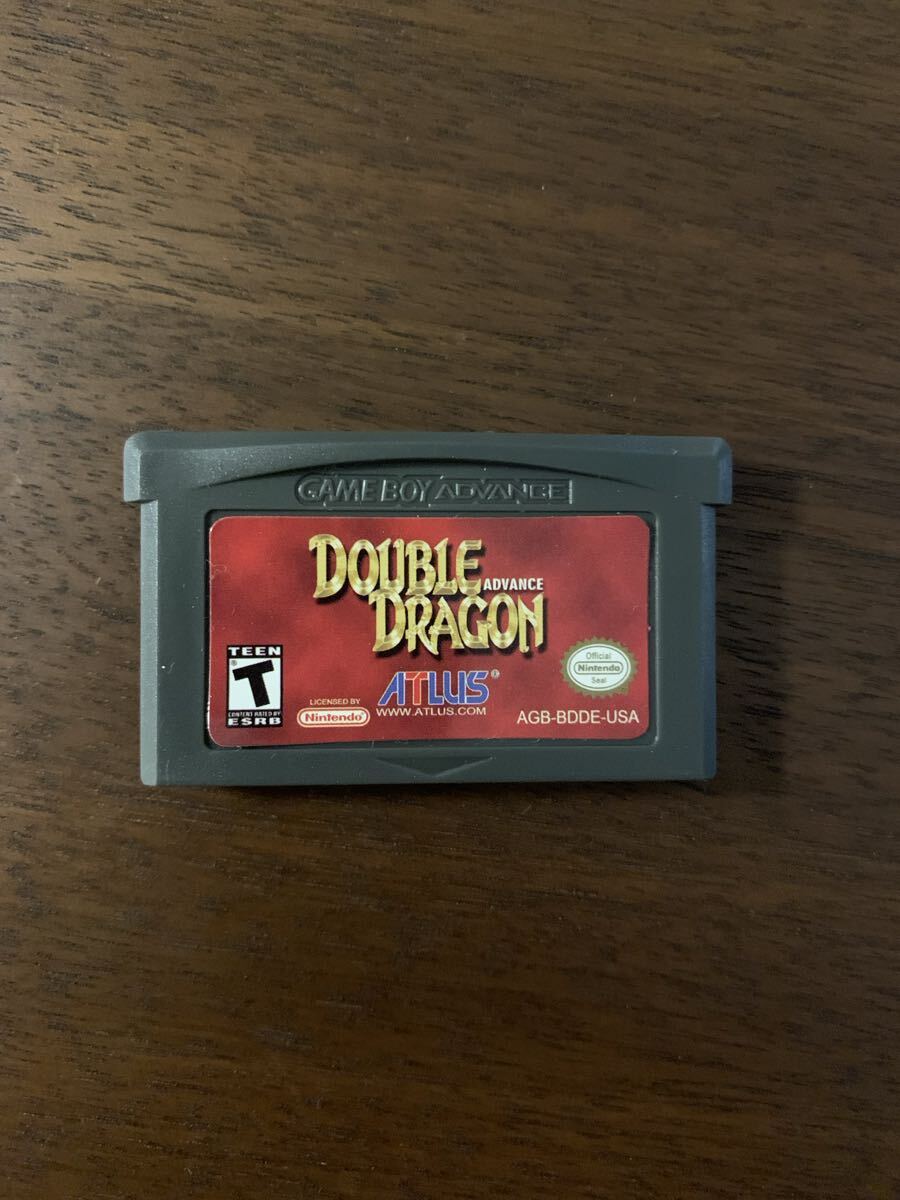 GAME BOY ADVANCE
DOUBLE
ADVANCE
DRAGON
TEEN
T
CONTENT RATED BY
ESRB
LICENSED BY
Nintendo
ATLUS®
WWW.ATLUS.COM
Official
Nintendo
Seal
AGB-BDDE-USA